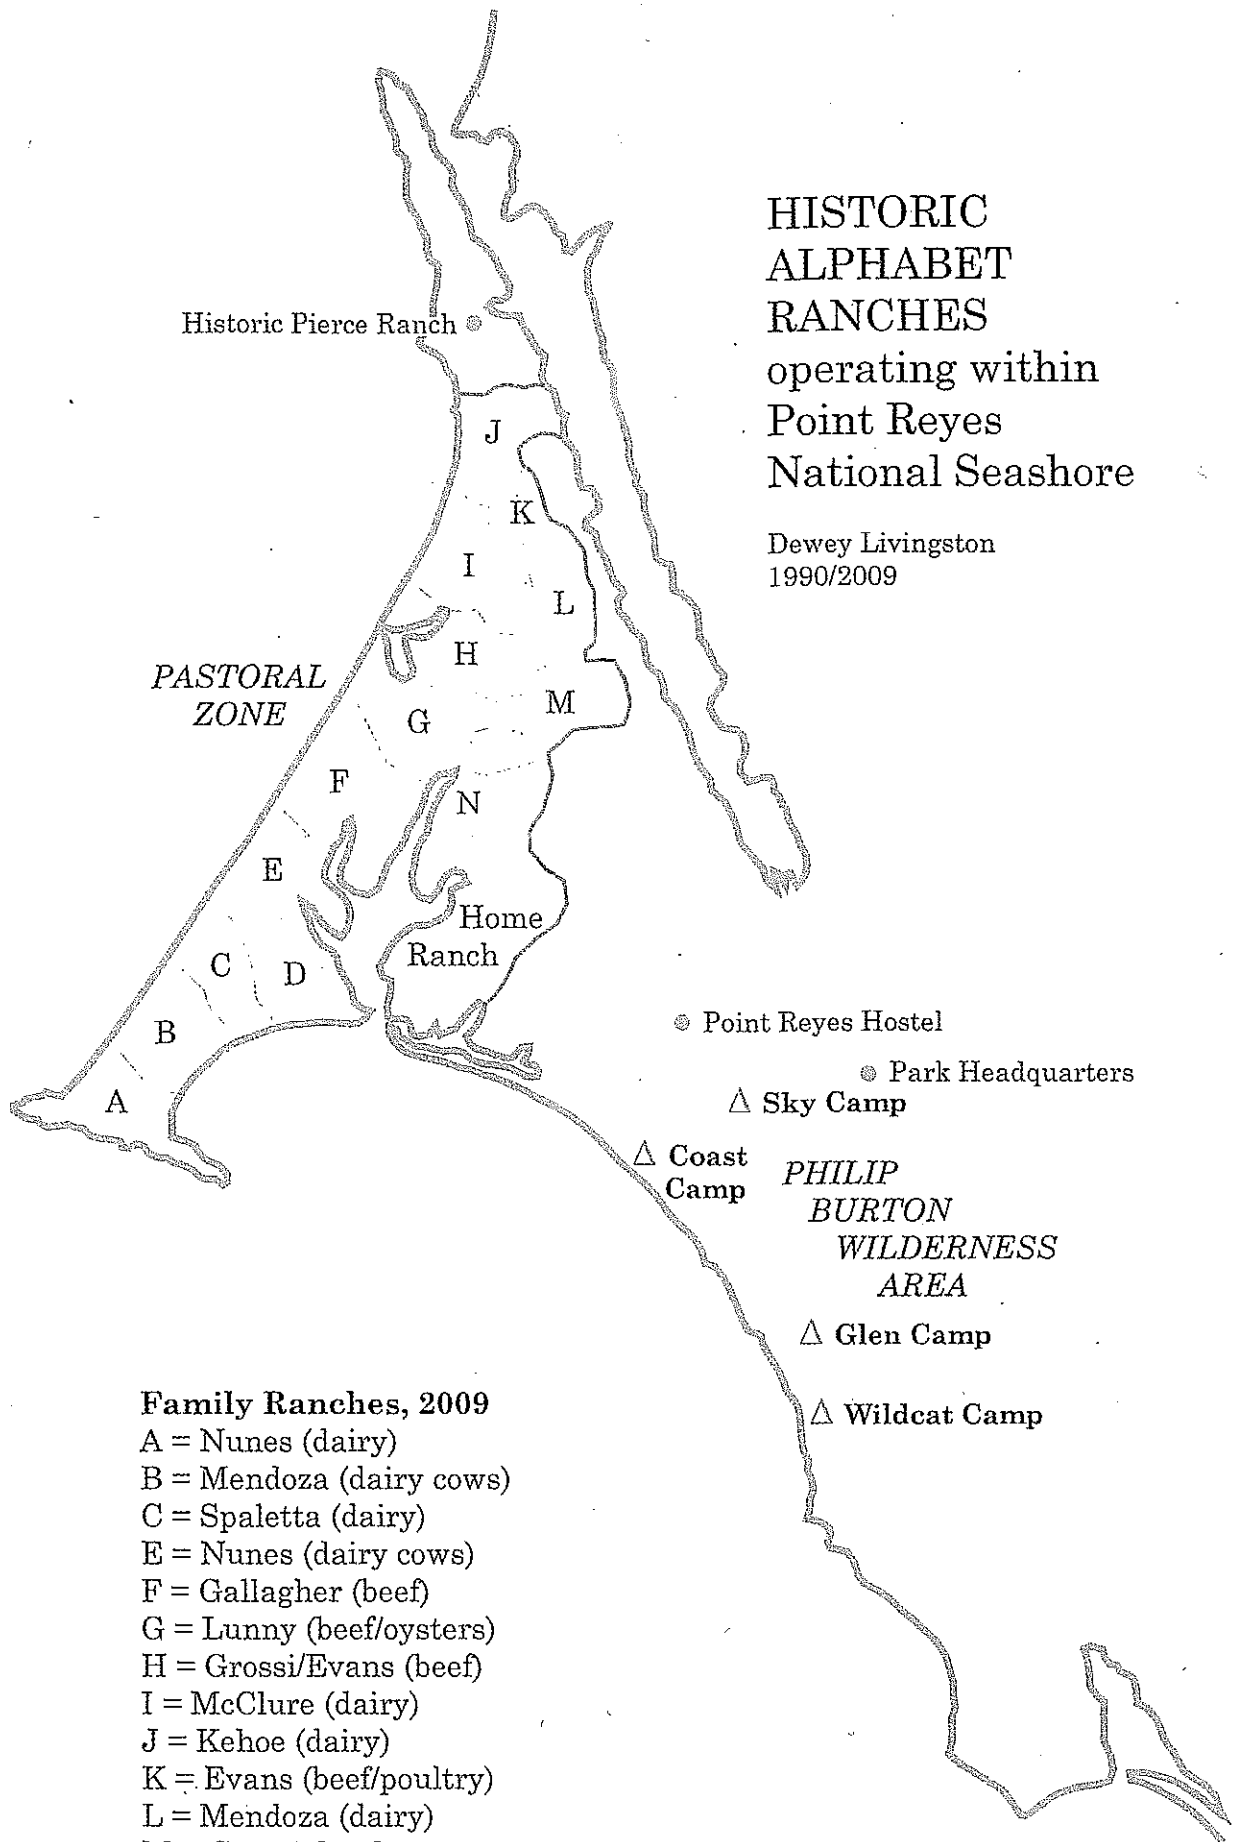 HISTORIC
ALPHABET
RANCHES
operating within
Point Reyes
National Seashore
Dewey Livingston
1990/2009
Historic Pierce Ranch
J
K
I
L
H
PASTORAL
ZONE
M
G
F
N
E
Home
Ranch
C
D
B
A
Point Reyes Hostel
Park Headquarters
Sky Camp
Coast
Camp
PHILIP
BURTON
WILDERNESS
AREA
Glen Camp
Wildcat Camp
Family Ranches, 2009
A = Nunes (dairy)
B = Mendoza (dairy cows)
C = Spaletta (dairy)
E = Nunes (dairy cows)
F = Gallagher (beef)
G = Lunny (beef/oysters)
H = Grossi/Evans (beef)
I = McClure (dairy)
J = Kehoe (dairy)
K = Evans (beef/poultry)
L = Mendoza (dairy)